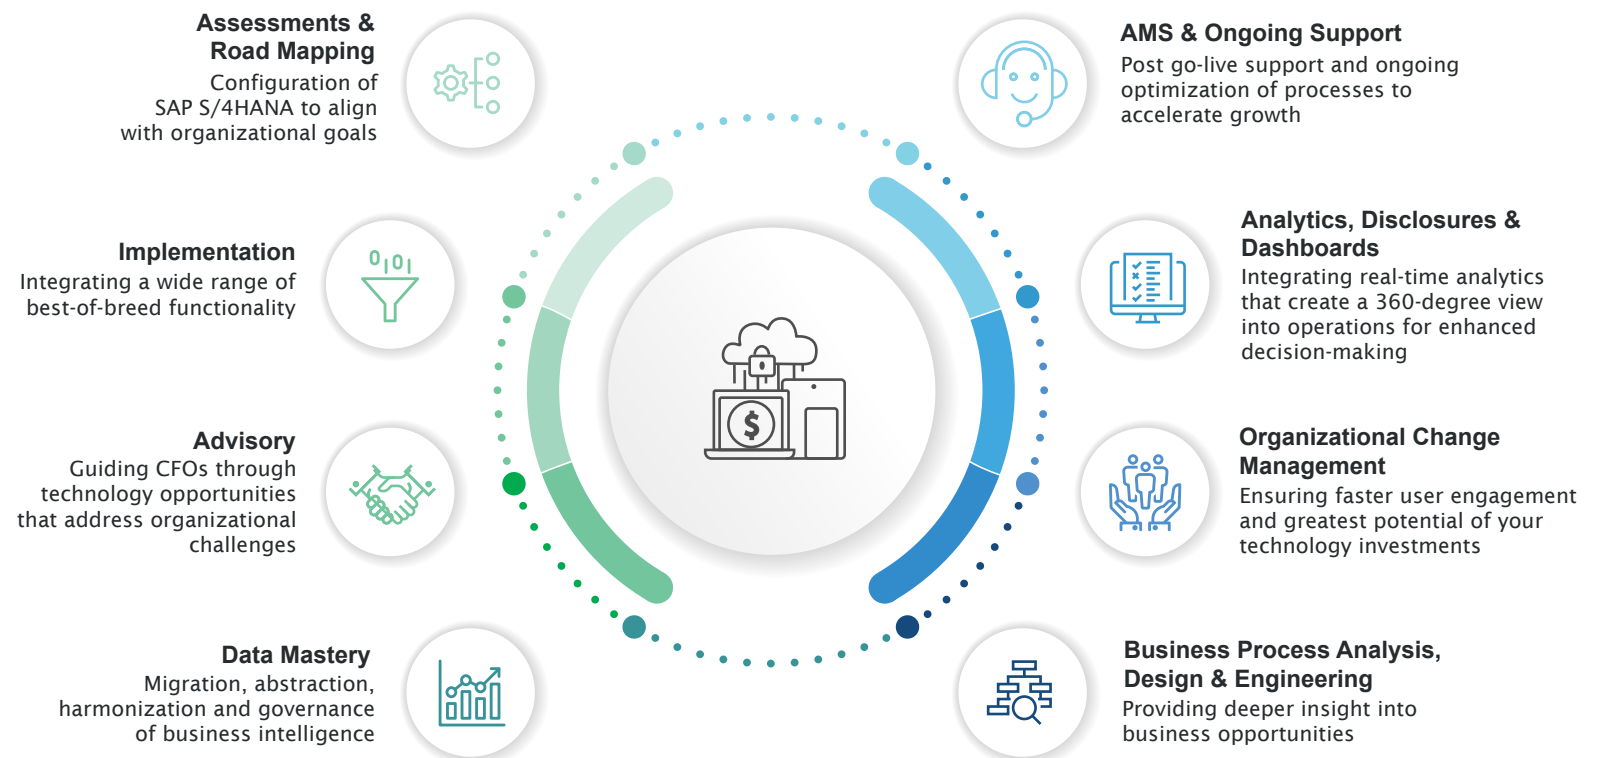 Assessments &
Road Mapping
Configuration of
SAP S/4HANA to align
with organizational goals
Implementation
Integrating a wide range of
best-of-breed functionality
Advisory
Guiding CFOs through
technology opportunities
that address organizational
challenges
Data Mastery
Migration, abstraction,
harmonization and governance
of business intelligence
0101
$
AMS & Ongoing Support
Post go-live support and ongoing
optimization of processes to
accelerate growth
Analytics, Disclosures &
Dashboards
Integrating real-time analytics
that create a 360-degree view
into operations for enhanced
decision-making
Organizational Change
Management
Ensuring faster user engagement
and greatest potential of your
technology investments
Business Process Analysis,
Design & Engineering
Providing deeper insight into
business opportunities